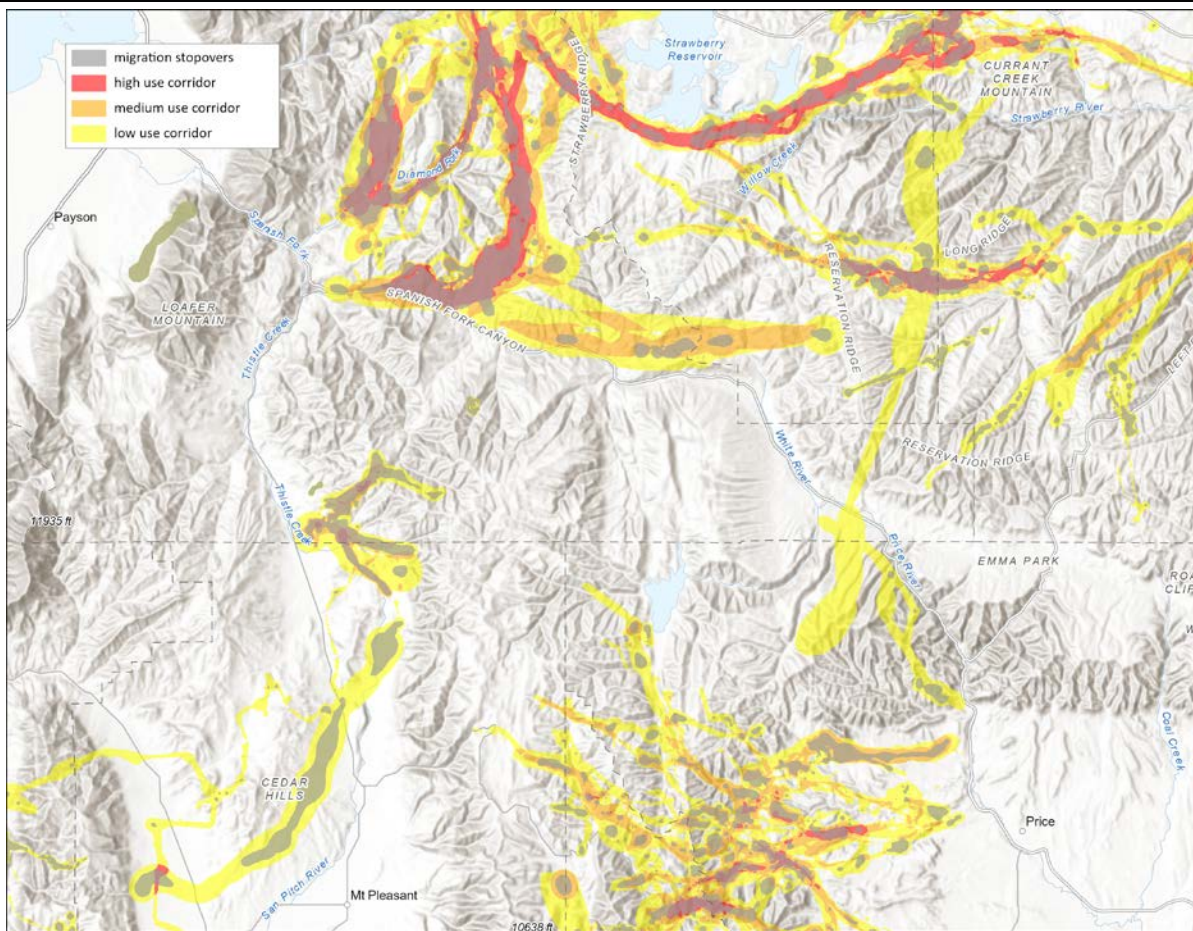 migration stopovers
high use corridor
medium use corridor
low use corridor
Strawberry
Reservoir
STRAWBERRY RIDGE
CURRANT
CREEK
MOUNTAIN
Strawberry River
Diamond Fork
Willow Creek
Payson
Spanish Fork
LOAFER
MOUNTAIN
SPANISH FORK CANYON
RESERVATION RIDGE
LONG RIDGE
Thistle Creek
LEFT
RESERVATION RIDGE
White River
11935 ft
Thistle Creek
Price River
EMMA PARK
ROA
CLIF
W
Coal Creek
CEDAR
HILLS
Price
San Pitch River
Mt Pleasant
10638 ft